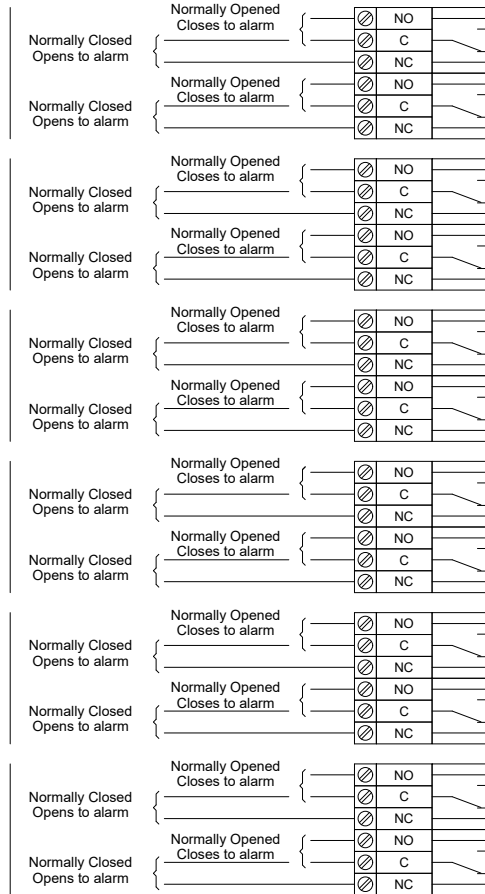 Normally Opened
Closes to alarm
NO
Normally Closed
Opens to alarm
C
NC
Normally Opened
Closes to alarm
NO
Normally Closed
Opens to alarm
C
NC
Normally Opened
Closes to alarm
NO
Normally Closed
Opens to alarm
C
NC
Normally Opened
Closes to alarm
NO
Normally Closed
Opens to alarm
C
NC
Normally Opened
Closes to alarm
NO
Normally Closed
Opens to alarm
C
NC
Normally Opened
Closes to alarm
NO
Normally Closed
Opens to alarm
C
NC
Normally Opened
Closes to alarm
NO
Normally Closed
Opens to alarm
C
NC
Normally Opened
Closes to alarm
NO
Normally Closed
Opens to alarm
C
NC
Normally Opened
Closes to alarm
NO
Normally Closed
Opens to alarm
C
NC
Normally Opened
Closes to alarm
NO
Normally Closed
Opens to alarm
C
NC
Normally Opened
Closes to alarm
NO
Normally Closed
Opens to alarm
C
NC
Normally Opened
Closes to alarm
NO
Normally Closed
Opens to alarm
C
NC